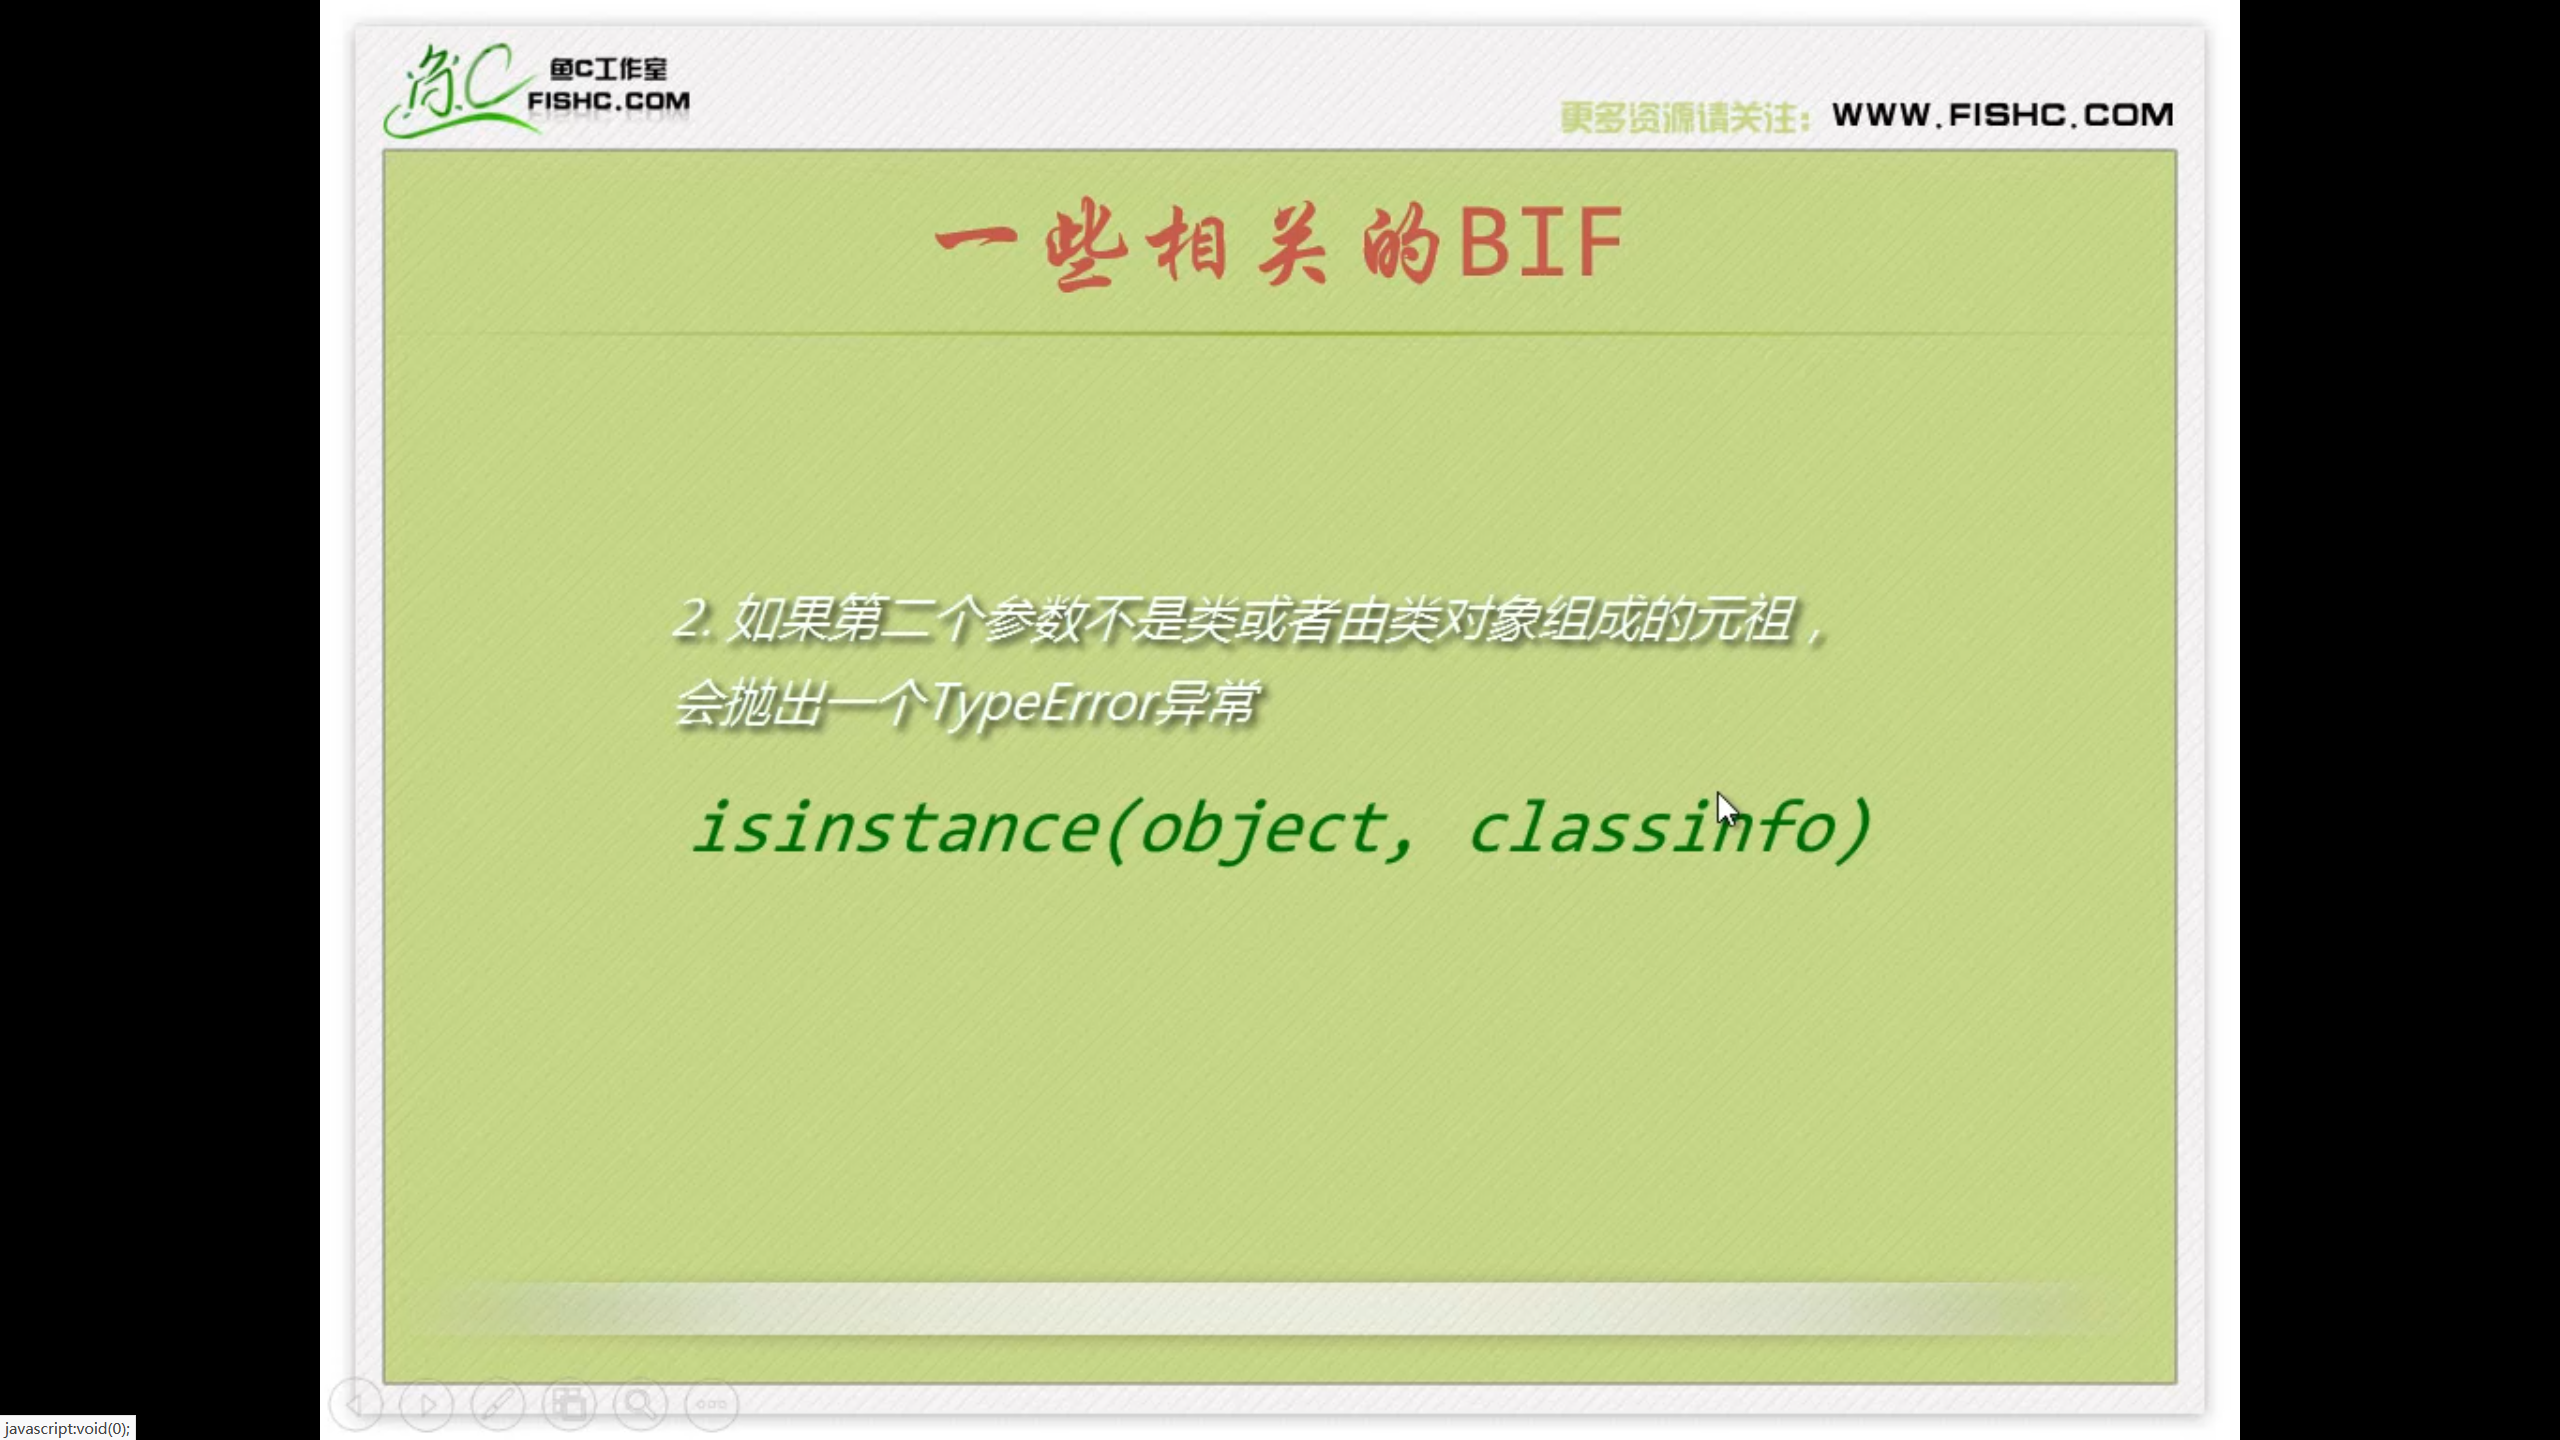 鱼C工作室
FISHC.COM
更多资源请关注：WWW.FISHC.COM
一些相关的BIF
2. 如果第二个参数不是类或者由类对象组成的元祖，
会抛出一个TypeError异常
isinstance(object, classinfo)
javascript:void(0);